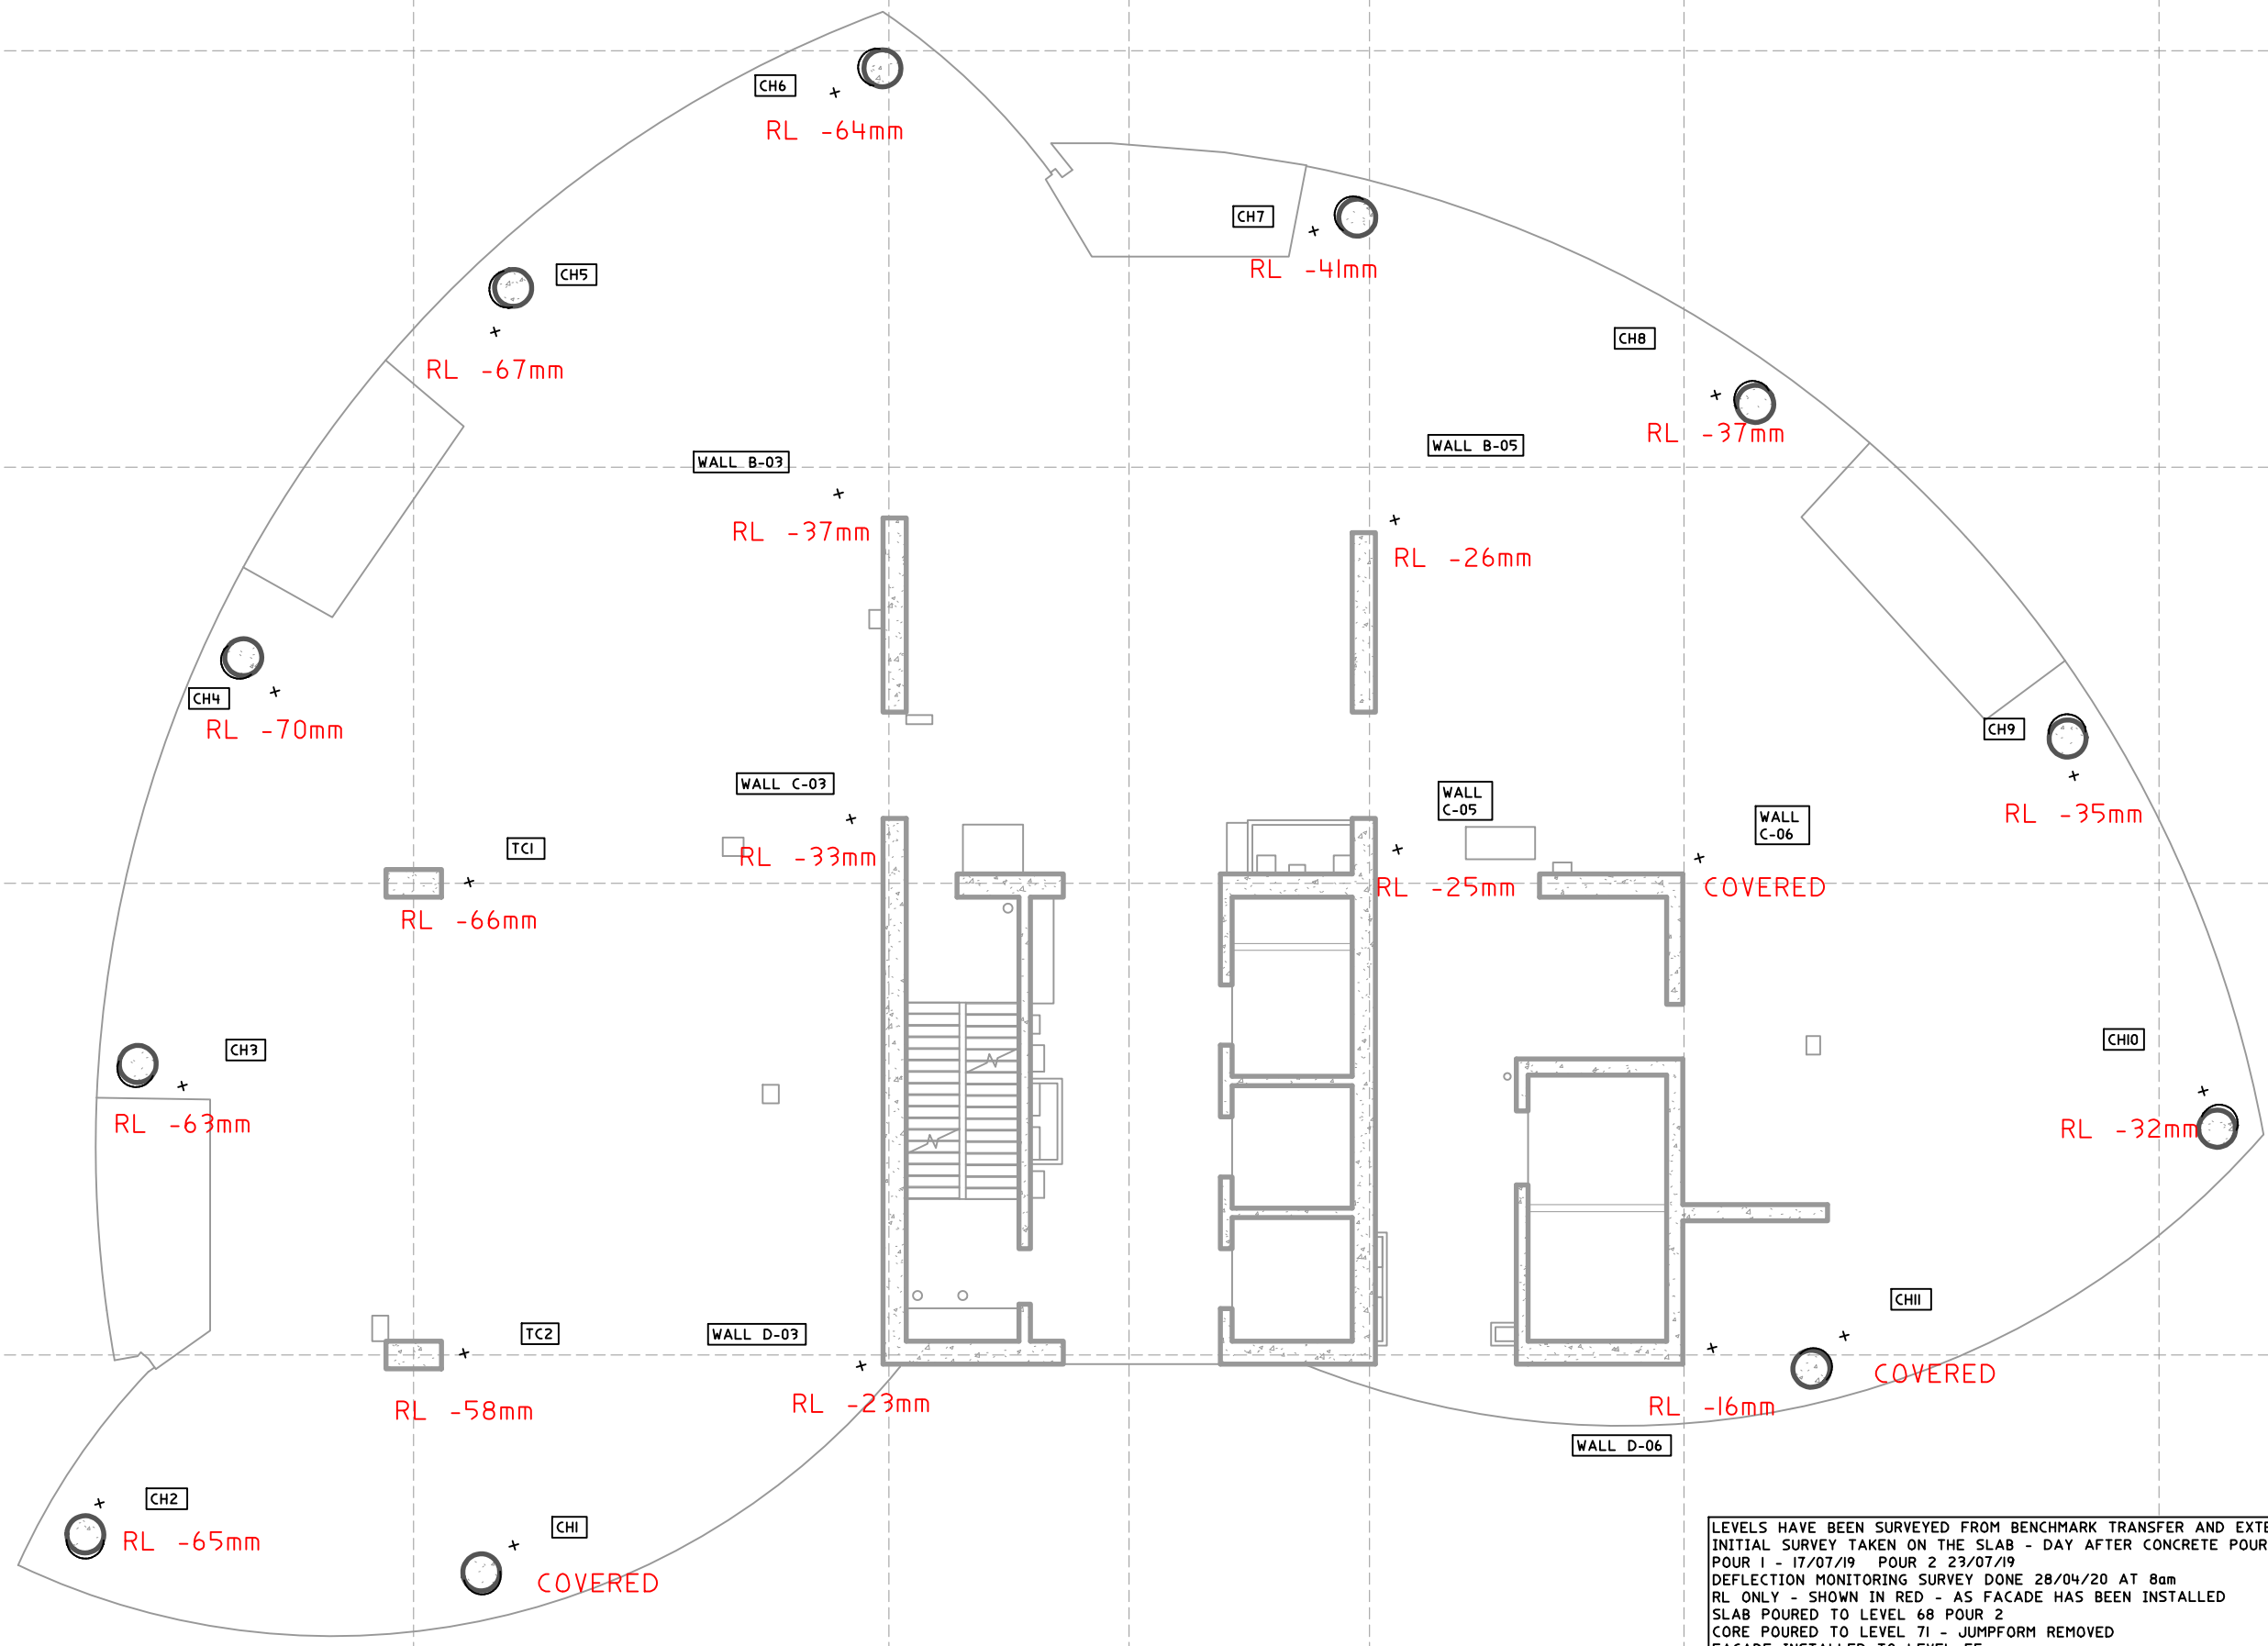 CH6
RL -64mm
CH7
RL -41mm
CH5
RL -67mm
CH8
RL -37mm
WALL B-03
RL -37mm
WALL B-05
RL -26mm
CH4
RL -70mm
CH9
RL -35mm
WALL C-03
RL -33mm
WALL
C-05
RL -25mm
WALL
C-06
COVERED
TC1
RL -66mm
CH3
RL -63mm
CH10
RL -32mm
CH11
COVERED
TC2
RL -58mm
WALL D-03
RL -23mm
RL -16mm
WALL D-06
CH2
RL -65mm
CH1
COVERED
LEVELS HAVE BEEN SURVEYED FROM BENCHMARK TRANSFER AND EXTE
INITIAL SURVEY TAKEN ON THE SLAB - DAY AFTER CONCRETE POUR
POUR 1 - 17/07/19 POUR 2 23/07/19
DEFLECTION MONITORING SURVEY DONE 28/04/20 AT 8am
RL ONLY - SHOWN IN RED - AS FACADE HAS BEEN INSTALLED
SLAB POURED TO LEVEL 68 POUR 2
CORE POURED TO LEVEL 71 - JUMPFORM REMOVED